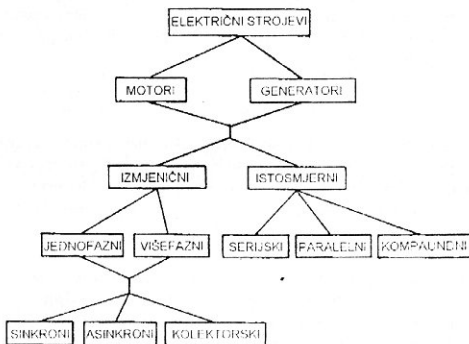 ELEKTRIČNI STROJEVI
MOTORI GENERATORI
IZMJENIČNI ISTOSMJERNI
JEDNOFAZNI VIŠEFAZNI SERIJSKI PARALELNI KOMPAUNDNI
SINKRONI ASINKRONI KOLEKTORSKI